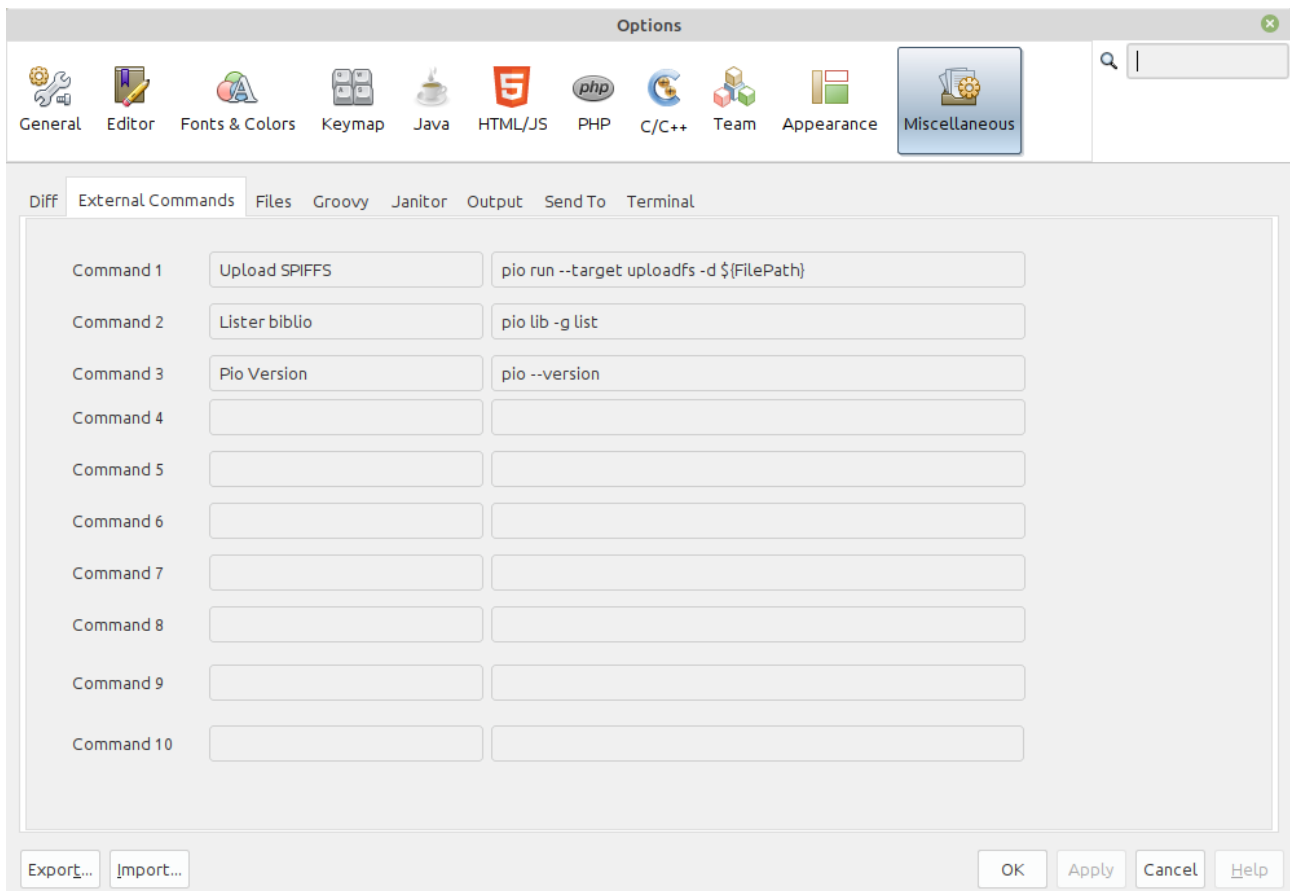 Options
General Editor Fonts & Colors Keymap Java HTML/JS PHP C/C++ Team Appearance Miscellaneous
Diff External Commands Files Groovy Janitor Output Send To Terminal
Command 1 Upload SPIFFS pio run --target uploadfs -d ${FilePath}
Command 2 Lister biblio pio lib -g list
Command 3 Pio Version pio --version
Command 4
Command 5
Command 6
Command 7
Command 8
Command 9
Command 10
Export... Import... OK Apply Cancel Help